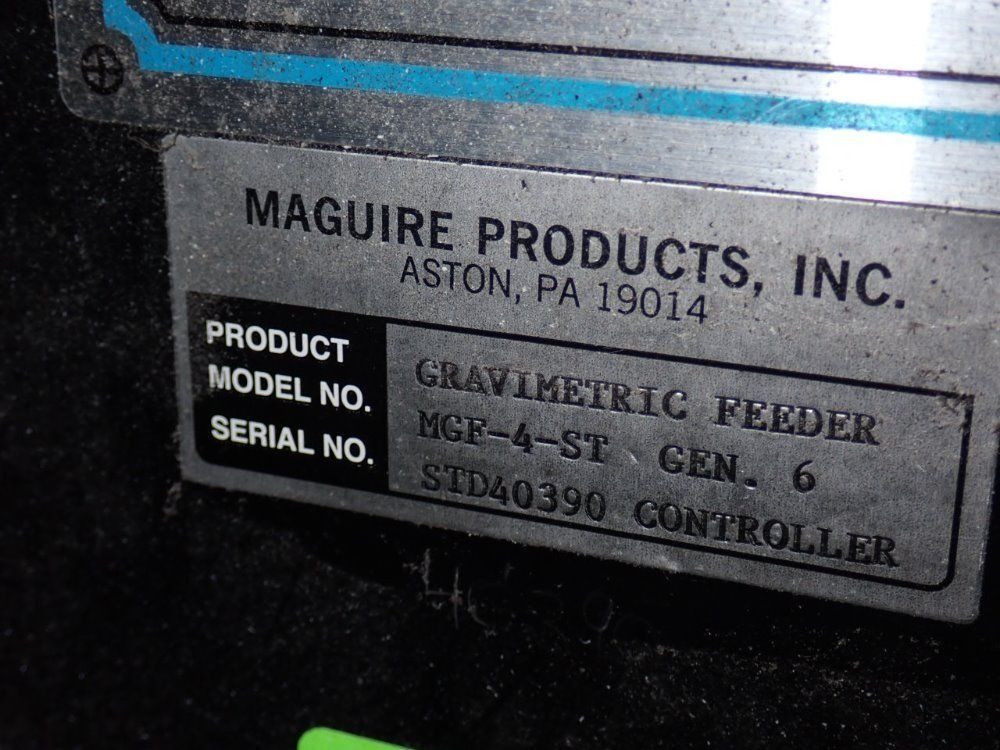 MAGUIRE PRODUCTS, INC.
ASTON, PA 19014
PRODUCT GRAVIMETRIC FEEDER
MODEL NO. MGF-4-ST GEN. 6
SERIAL NO. STD40390 CONTROLLER